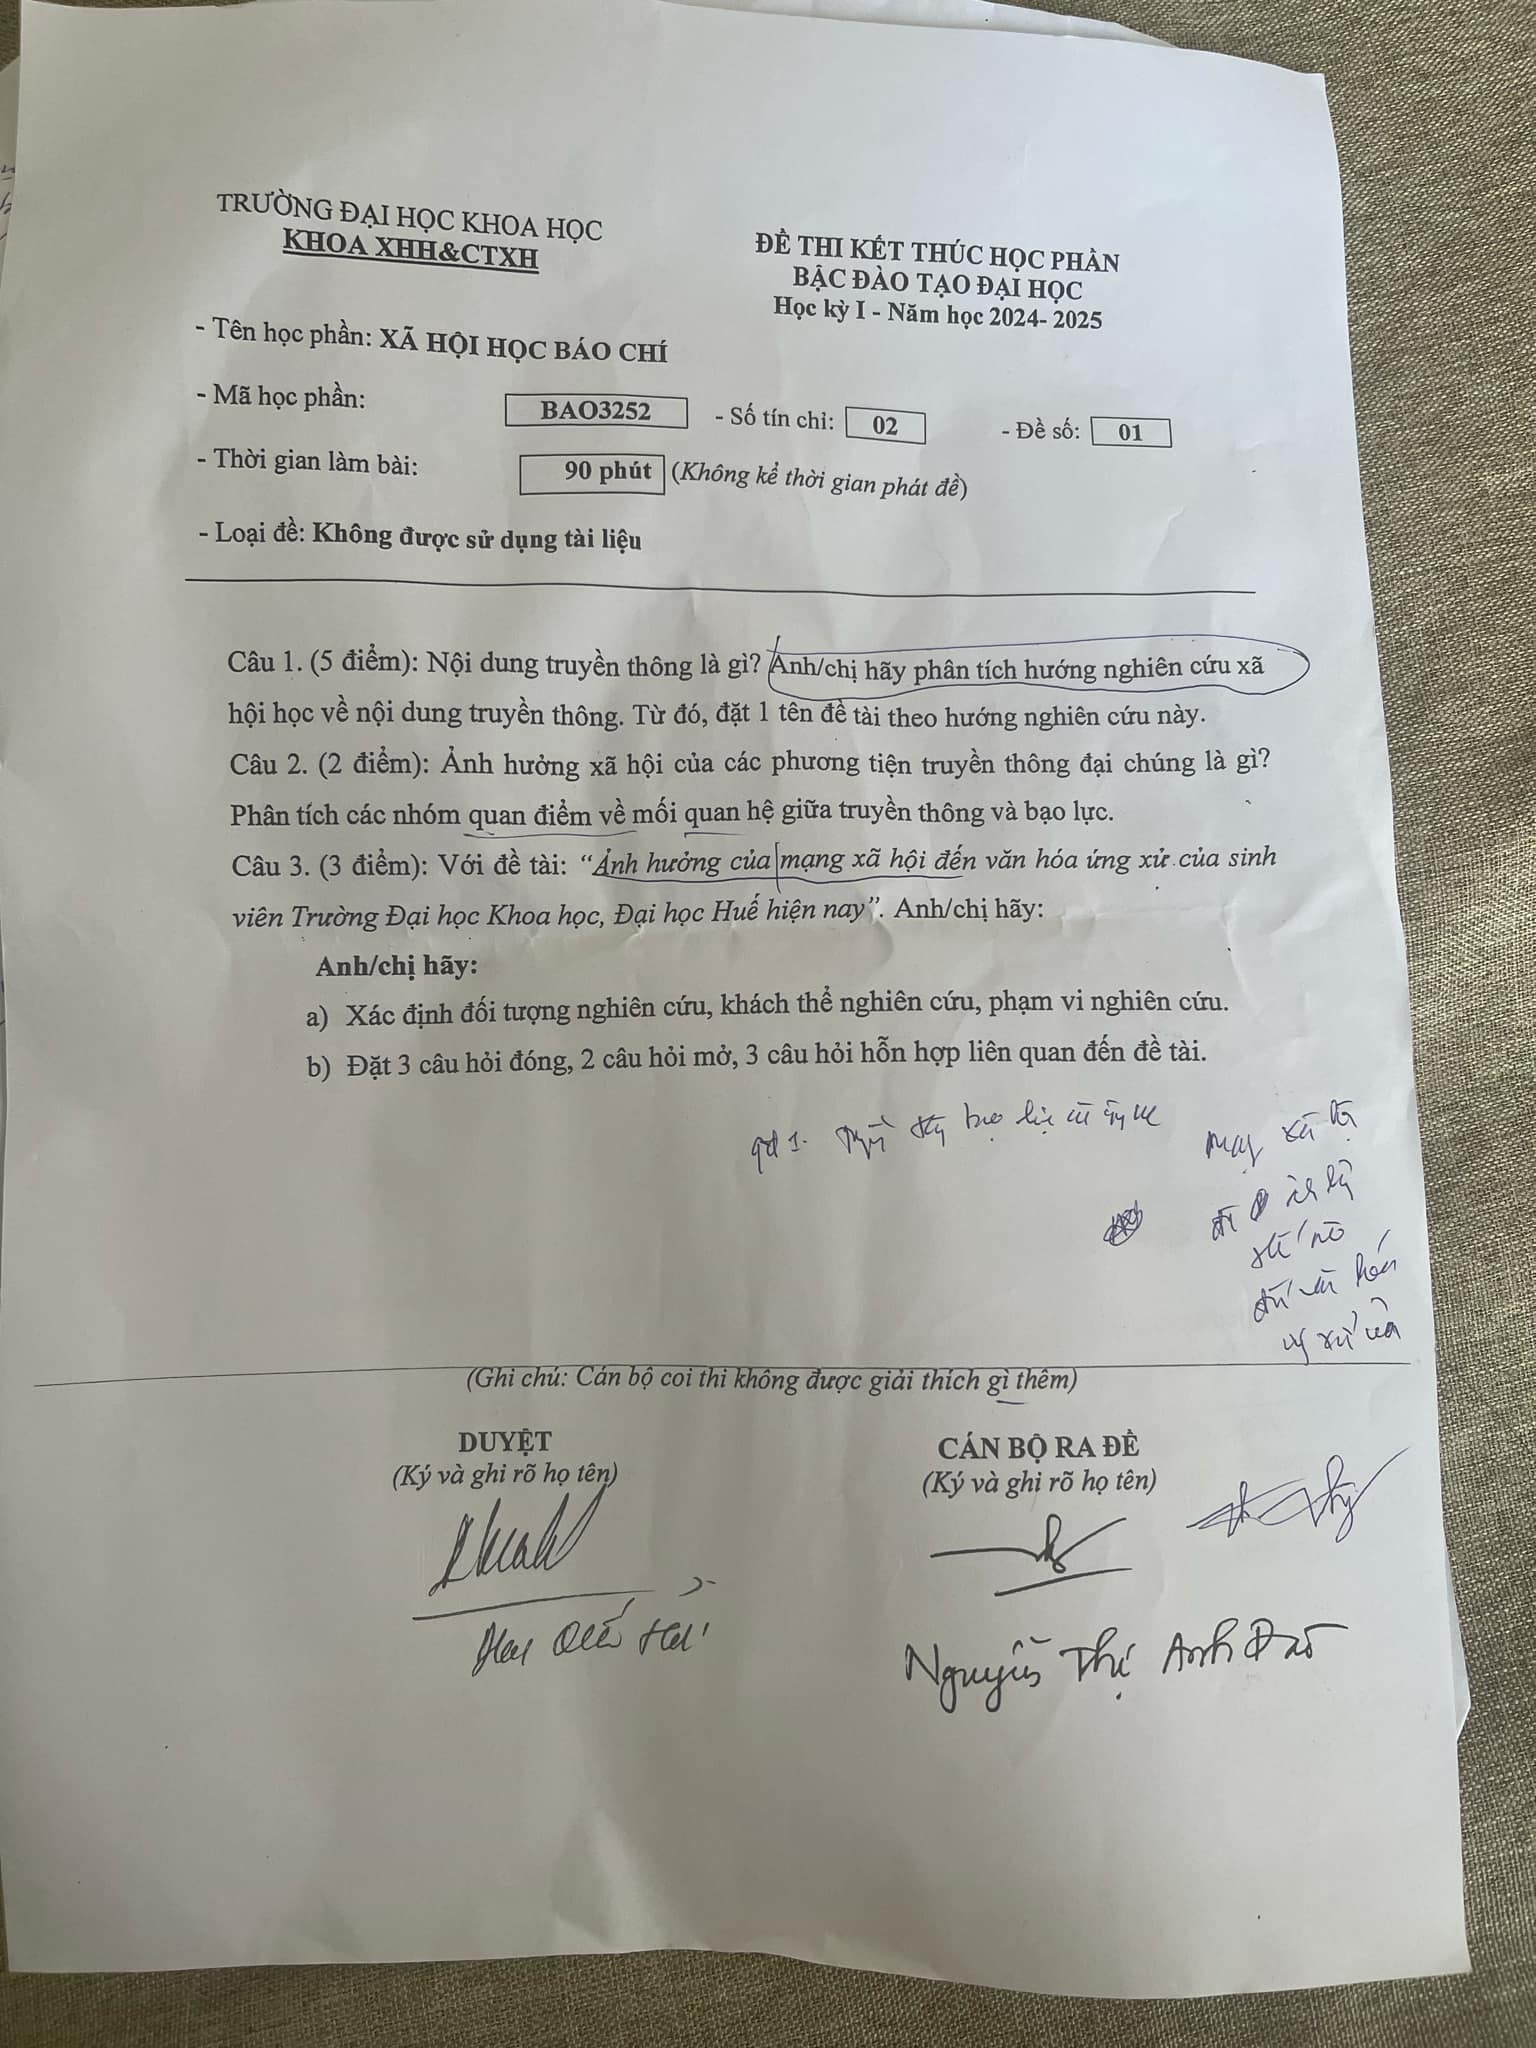 TRƯỜNG ĐẠI HỌC KHOA HỌC
KHOA XHH&CTXH
ĐỀ THI KẾT THÚC HỌC PHẦN
BẬC ĐÀO TẠO ĐẠI HỌC
Học kỳ I - Năm học 2024- 2025
- Tên học phần: XÃ HỘI HỌC BÁO CHÍ
- Mã học phần: BAO3252 - Số tín chỉ: 02 - Đề số: 01
- Thời gian làm bài: 90 phút (Không kể thời gian phát đề)
- Loại đề: Không được sử dụng tài liệu
Câu 1. (5 điểm): Nội dung truyền thông là gì? Anh/chị hãy phân tích hướng nghiên cứu xã
hội học về nội dung truyền thông. Từ đó, đặt 1 tên đề tài theo hướng nghiên cứu này.
Câu 2. (2 điểm): Ảnh hưởng xã hội của các phương tiện truyền thông đại chúng là gì?
Phân tích các nhóm quan điểm về mối quan hệ giữa truyền thông và bạo lực.
Câu 3. (3 điểm): Với đề tài: “Ảnh hưởng của mạng xã hội đến văn hóa ứng xử của sinh
viên Trường Đại học Khoa học, Đại học Huế hiện nay”. Anh/chị hãy:
Anh/chị hãy:
a) Xác định đối tượng nghiên cứu, khách thể nghiên cứu, phạm vi nghiên cứu.
b) Đặt 3 câu hỏi đóng, 2 câu hỏi mở, 3 câu hỏi hỗn hợp liên quan đến đề tài.
(Ghi chú: Cán bộ coi thi không được giải thích gì thêm)
DUYỆT
(Ký và ghi rõ họ tên)
CÁN BỘ RA ĐỀ
(Ký và ghi rõ họ tên)
Nguyễn Thị Anh Đào